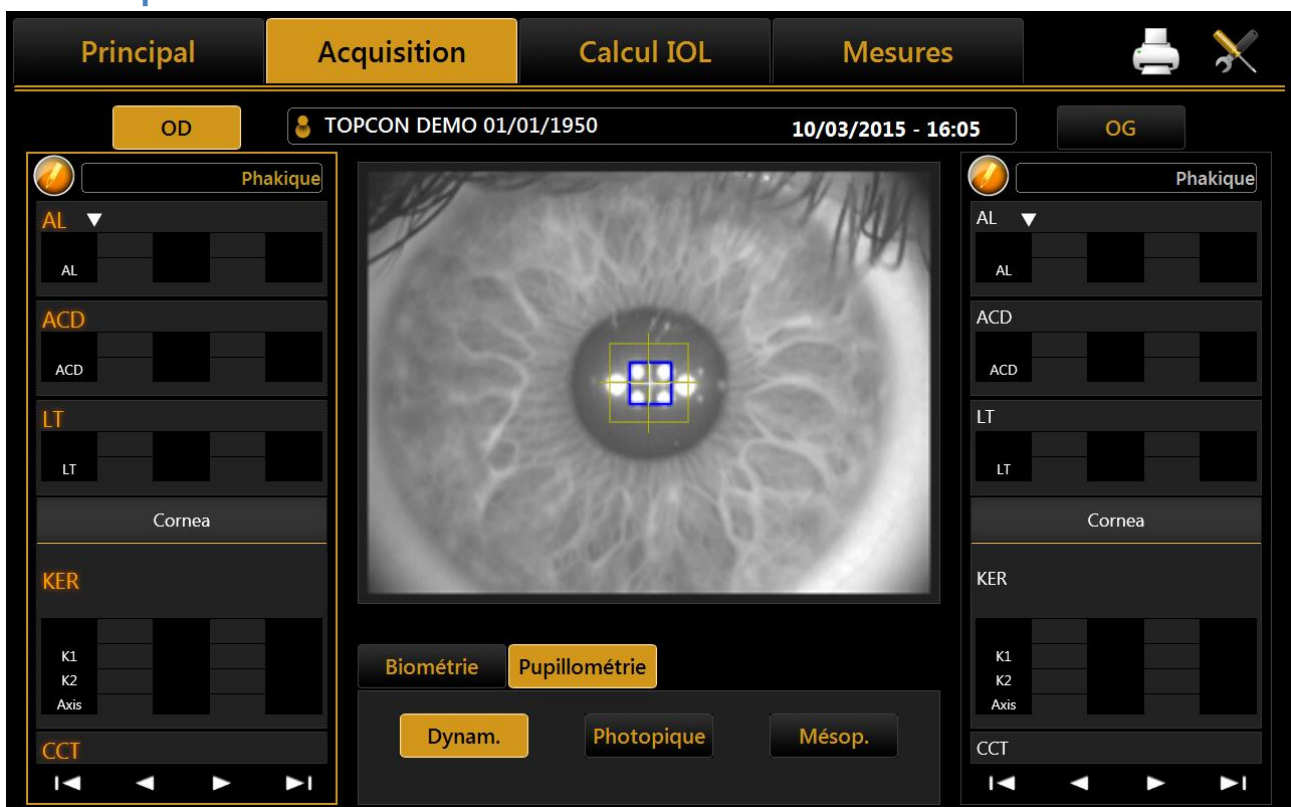 Principal
Acquisition
Calcul IOL
Mesures
OD
TOPCON DEMO 01/01/1950
10/03/2015 - 16:05
OG
Phakique
AL
AL
ACD
ACD
LT
LT
Cornea
KER
K1
K2
Axis
CCT
Biométrie
Pupillométrie
Dynam.
Photopique
Mésop.
Phakique
AL
AL
ACD
ACD
LT
LT
Cornea
KER
K1
K2
Axis
CCT